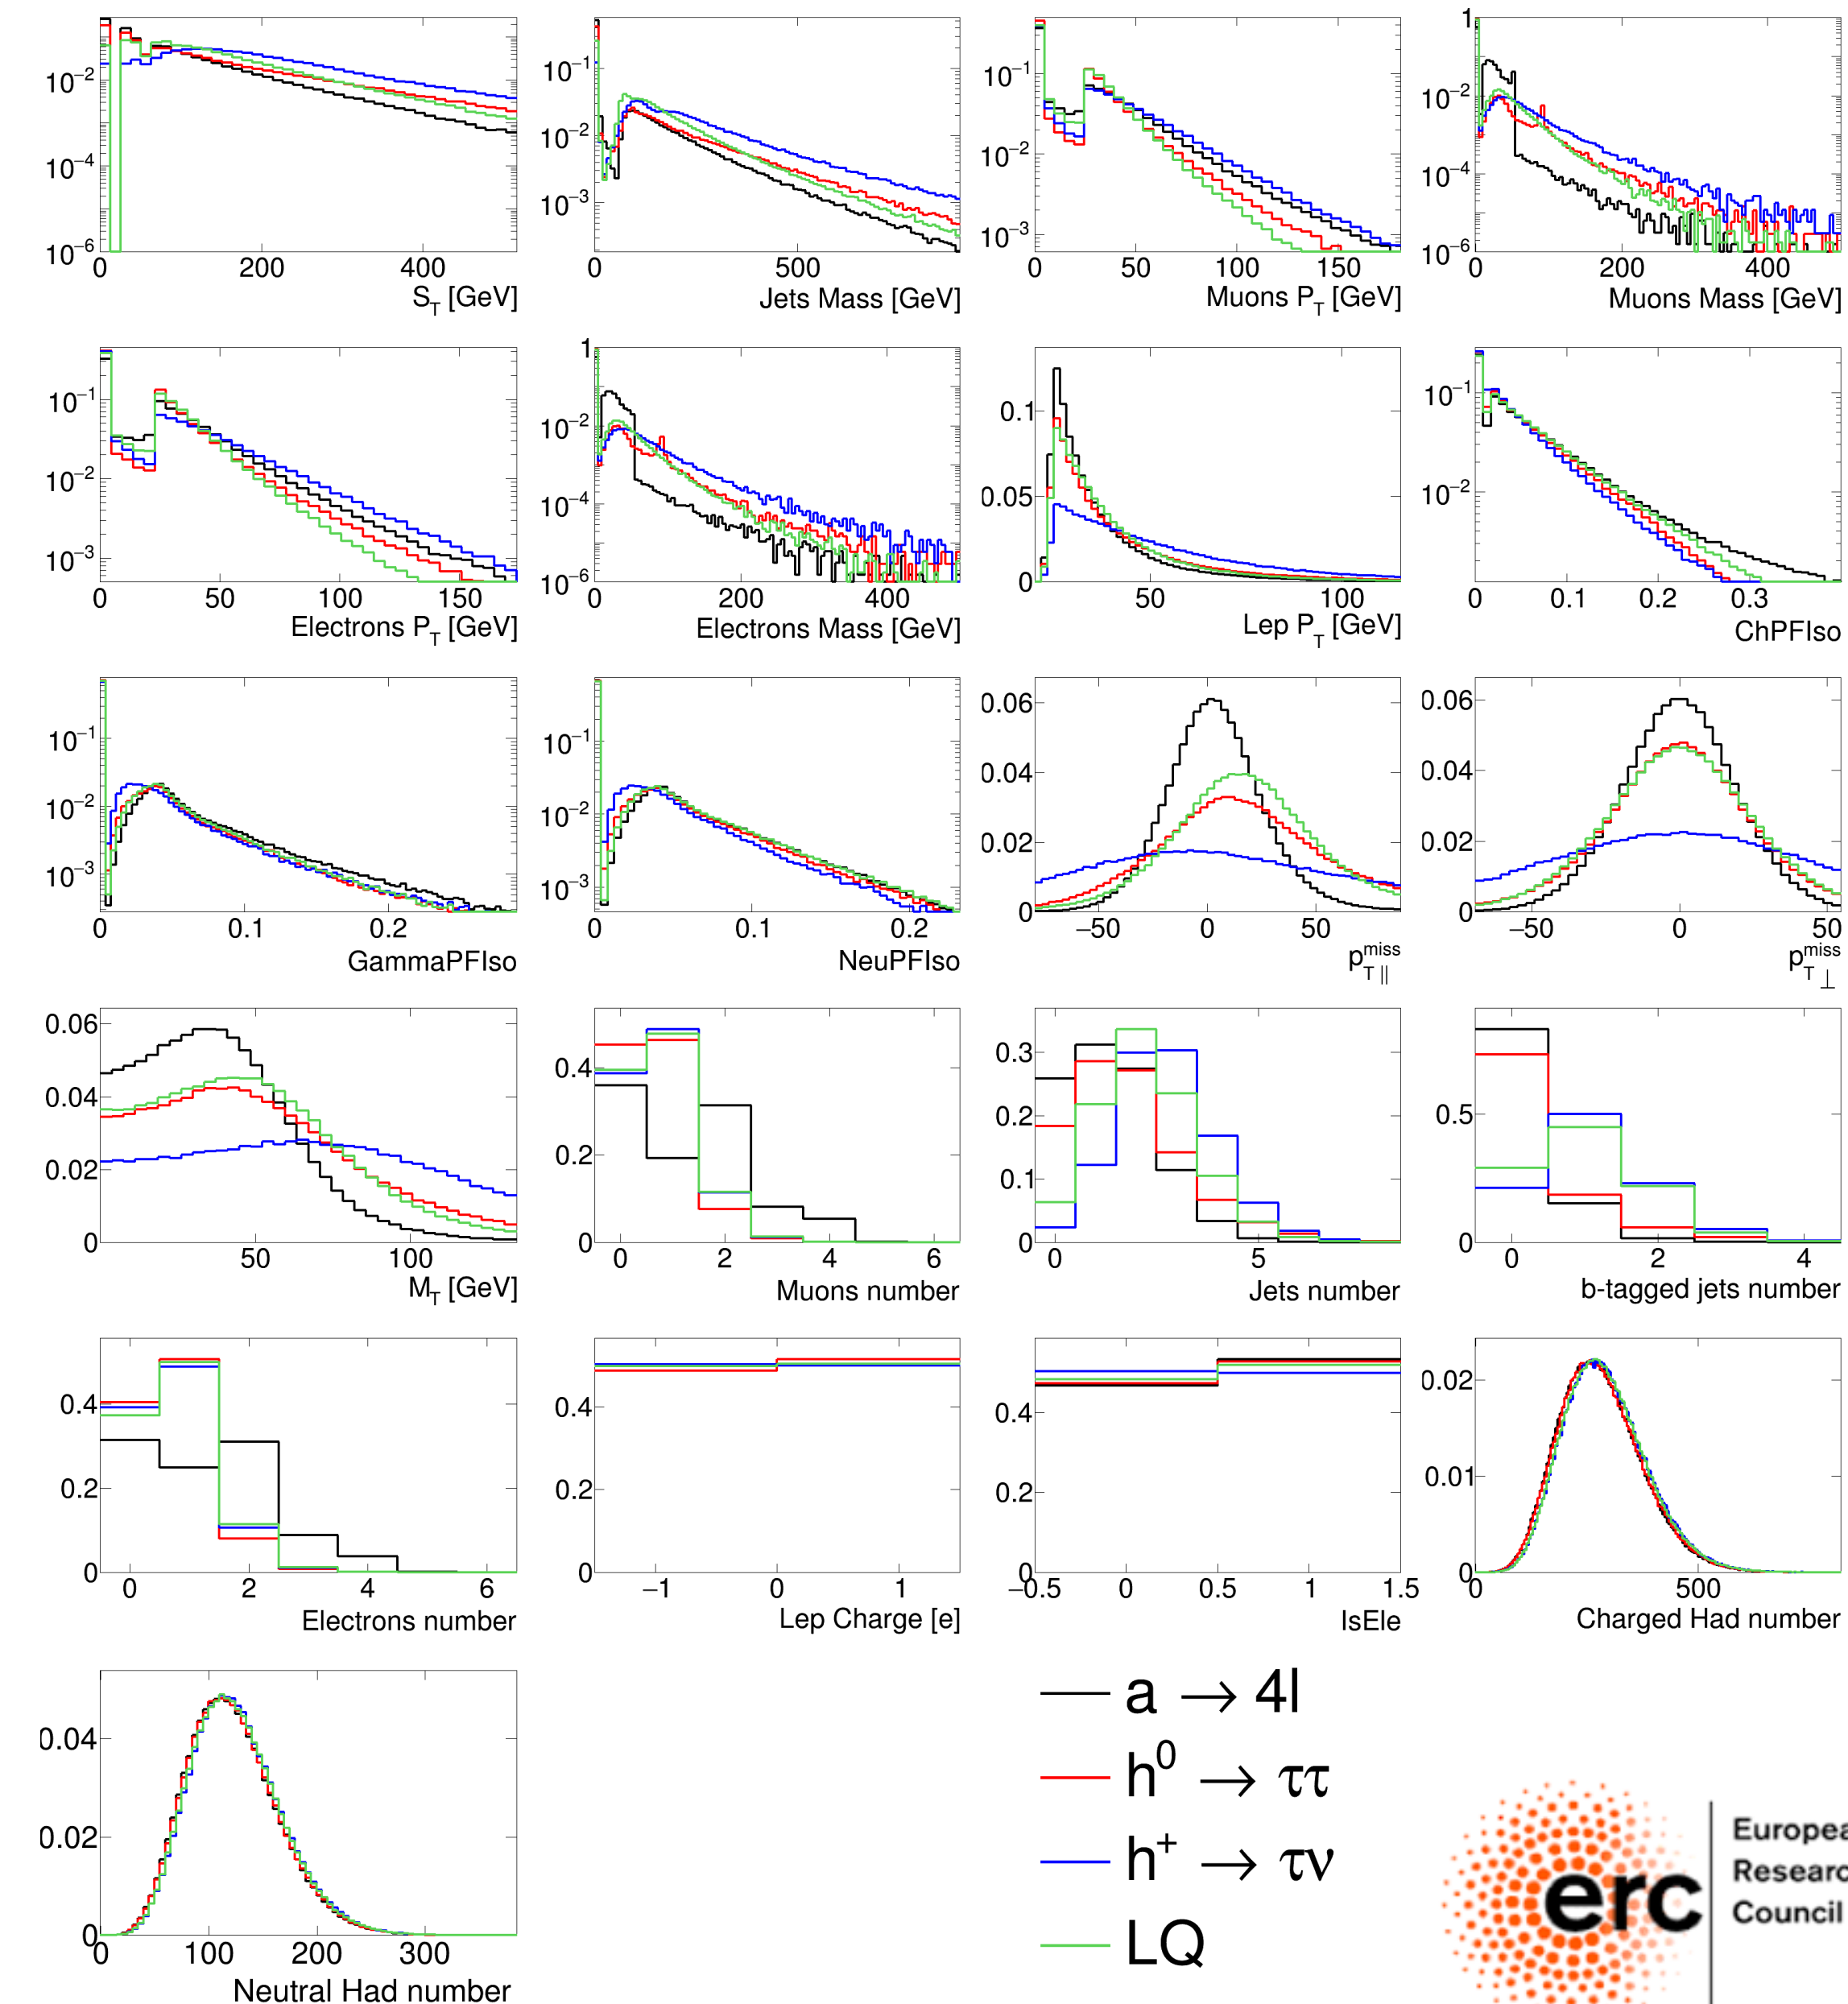 10⁻² 10⁻⁴ 10⁻⁶
0 200 400
S_T [GeV]
10⁻¹ 10⁻² 10⁻³
0 500
Jets Mass [GeV]
10⁻¹ 10⁻² 10⁻³
0 50 100 150
Muons P_T [GeV]
1 10⁻² 10⁻⁴ 10⁻⁶
0 200 400
Muons Mass [GeV]
10⁻¹ 10⁻² 10⁻³
0 50 100 150
Electrons P_T [GeV]
1 10⁻² 10⁻⁴ 10⁻⁶
0 200 400
Electrons Mass [GeV]
0.1 0.05 0
50 100
Lep P_T [GeV]
10⁻¹ 10⁻²
0 0.1 0.2 0.3
ChPFIso
10⁻¹ 10⁻² 10⁻³
0 0.1 0.2
GammaPFIso
10⁻¹ 10⁻² 10⁻³
0 0.1 0.2
NeuPFIso
0.06 0.04 0.02 0
−50 0 50
p_T ∥^miss
0.06 0.04 0.02 0
−50 0 50
p_T ⊥^miss
0.06 0.04 0.02 0
50 100
M_T [GeV]
0.4 0.2 0
0 2 4 6
Muons number
0.3 0.2 0.1 0
0 5
Jets number
0.5 0
0 2 4
b-tagged jets number
0.4 0.2 0
0 2 4 6
Electrons number
0.4 0.2 0
−1 0 1
Lep Charge [e]
0.4 0.2 0
−0.5 0 0.5 1 1.5
IsEle
0.02 0.01 0
0 500
Charged Had number
0.04 0.02 0
0 100 200 300
Neutral Had number
a → 4l
h⁰ → ττ
h⁺ → τν
LQ
erc
Europea
Researc
Council